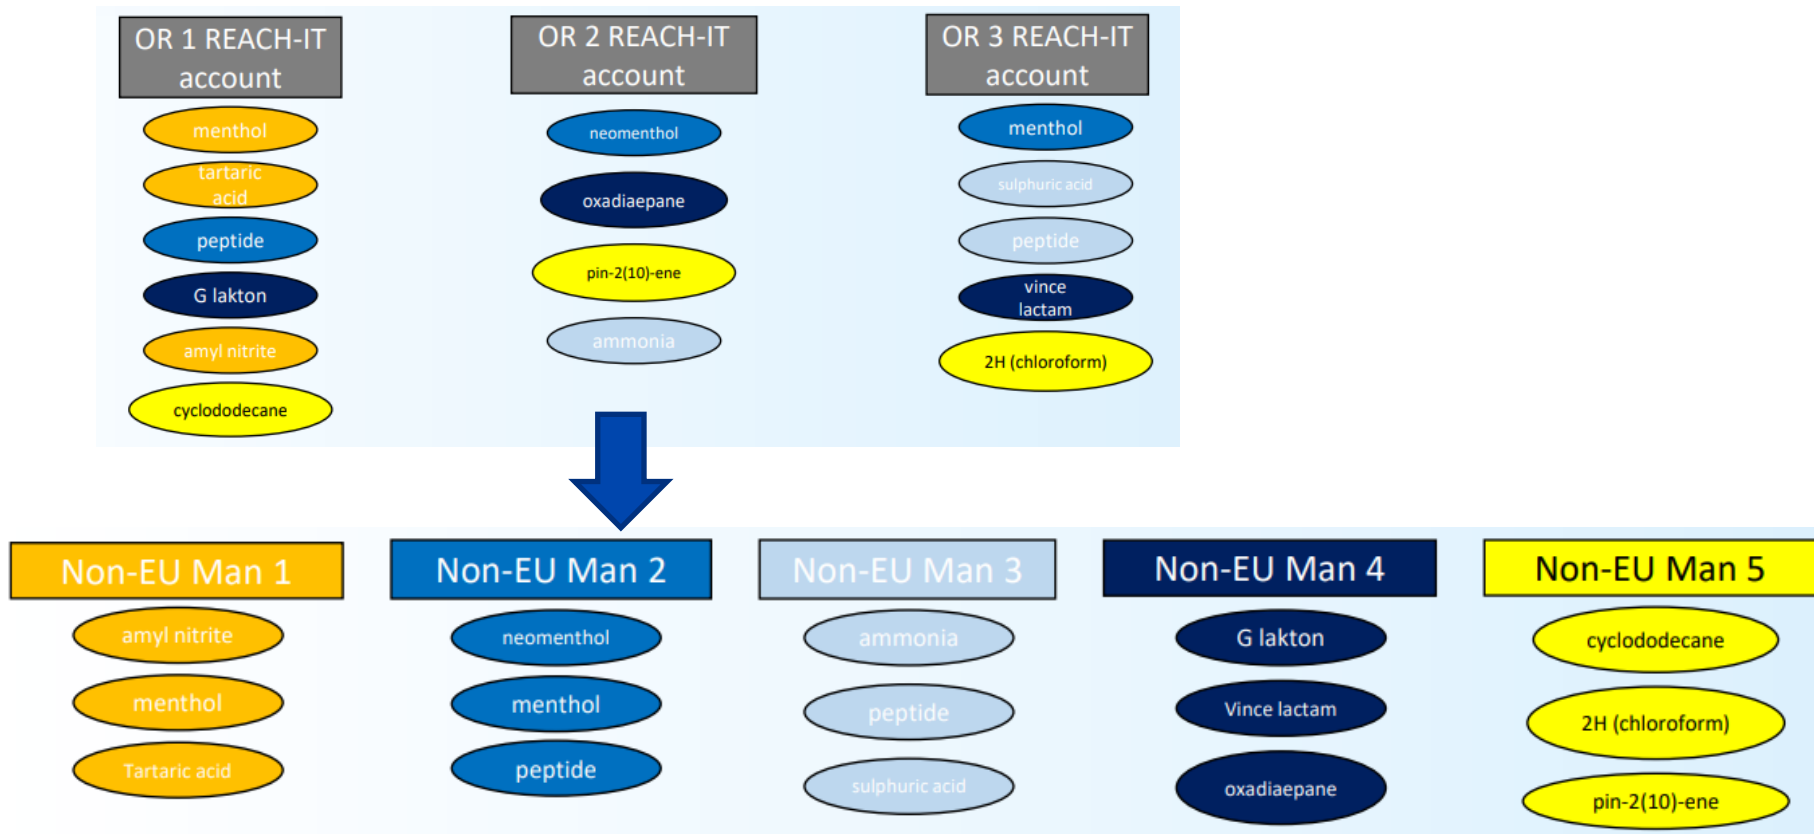 OR 1 REACH-IT
account
menthol
tartaric
acid
peptide
G lakton
amyl nitrite
cyclododecane
OR 2 REACH-IT
account
neomenthol
oxadiaepane
pin-2(10)-ene
ammonia
OR 3 REACH-IT
account
menthol
sulphuric acid
peptide
vince
lactam
2H (chloroform)
Non-EU Man 1
amyl nitrite
menthol
Tartaric acid
Non-EU Man 2
neomenthol
menthol
peptide
Non-EU Man 3
ammonia
peptide
sulphuric acid
Non-EU Man 4
G lakton
Vince lactam
oxadiaepane
Non-EU Man 5
cyclododecane
2H (chloroform)
pin-2(10)-ene